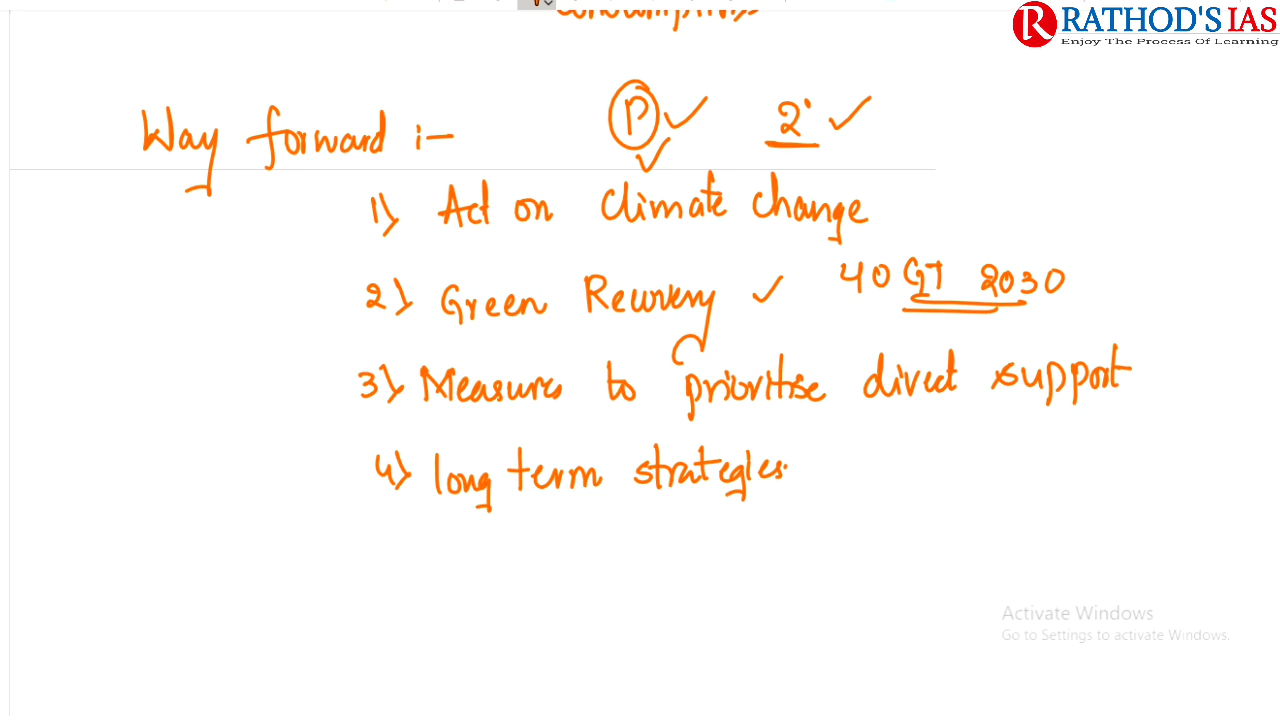 RATHOD'S IAS
Enjoy The Process Of Learning
Way forward :- P 2°
1) Act on climate change
2) Green Recovery 40 GT 2030
3) Measures to prioritise direct support
4) long term strategies.
Activate Windows
Go to Settings to activate Windows.